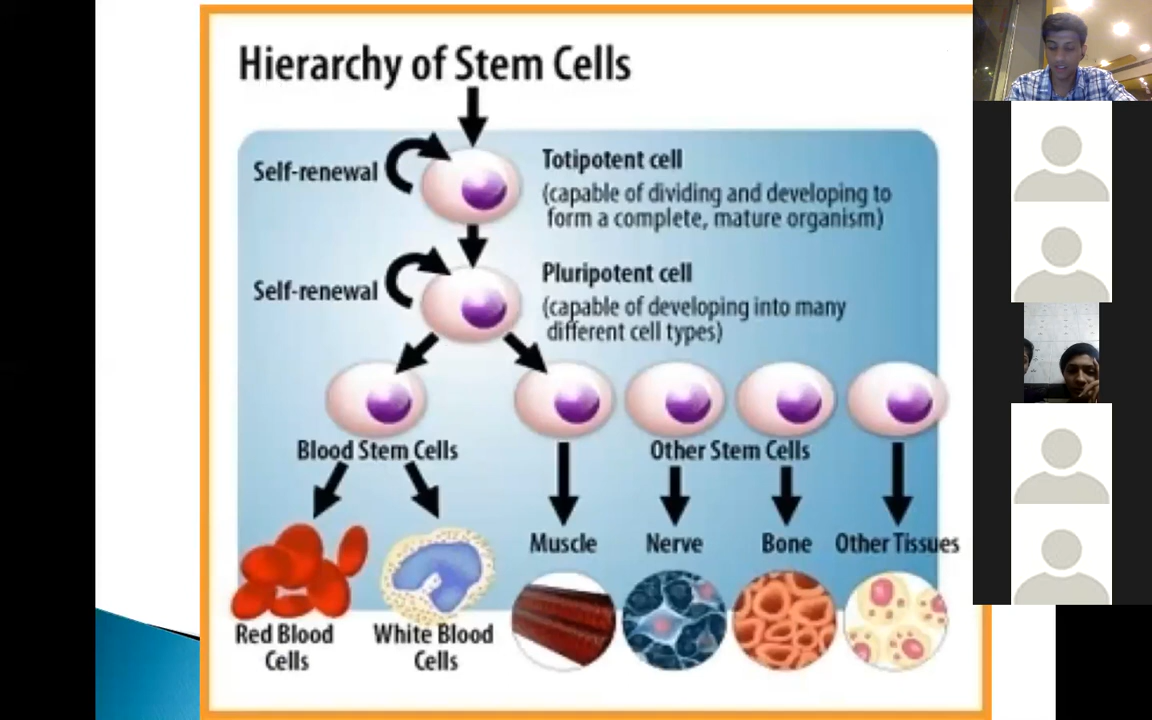 Hierarchy of Stem Cells
Self-renewal
Totipotent cell
(capable of dividing and developing to
form a complete, mature organism)
Self-renewal
Pluripotent cell
(capable of developing into many
different cell types)
Blood Stem Cells
Other Stem Cells
Muscle
Nerve
Bone
Other Tissues
Red Blood
Cells
White Blood
Cells